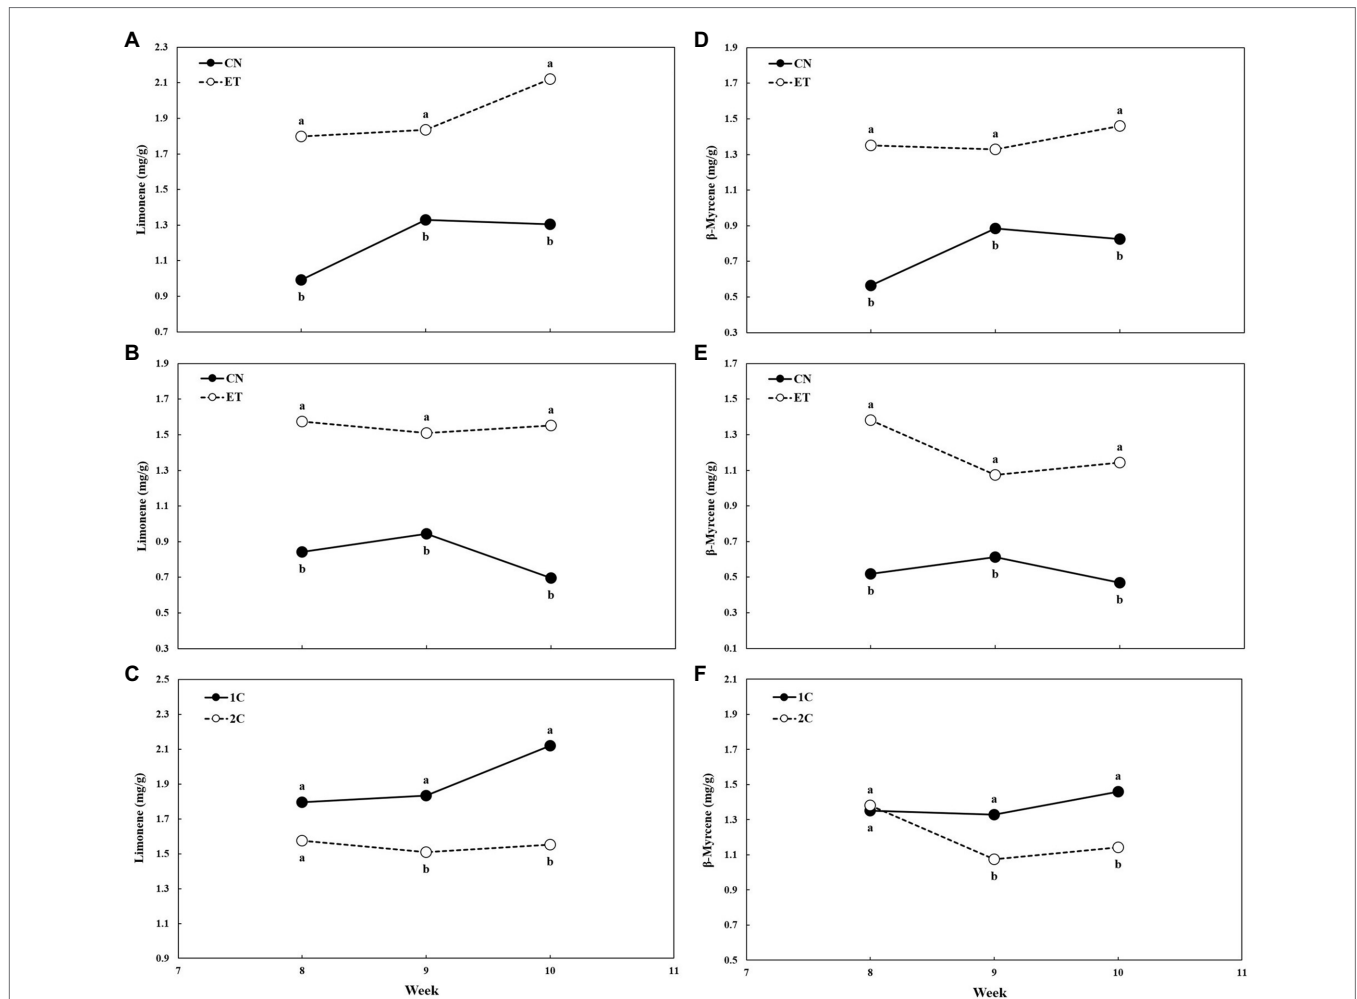 A
Limonene (mg/g)
2.3
2.1
1.9
1.7
1.5
1.3
1.1
0.9
0.7
CN
ET
a
a
a
b
b
b
D
β-Myrcene (mg/g)
1.9
1.7
1.5
1.3
1.1
0.9
0.7
0.5
0.3
CN
ET
a
a
a
b
b
b
B
Limonene (mg/g)
1.9
1.7
1.5
1.3
1.1
0.9
0.7
0.5
0.3
CN
ET
a
a
a
b
b
b
E
β-Myrcene (mg/g)
1.7
1.5
1.3
1.1
0.9
0.7
0.5
0.3
0.1
CN
ET
a
a
a
b
b
b
C
Limonene (mg/g)
2.5
2.3
2.1
1.9
1.7
1.5
1.3
1.1
0.9
1C
2C
a
a
a
a
b
b
7 8 9 10 11
Week
F
β-Myrcene (mg/g)
2.1
1.9
1.7
1.5
1.3
1.1
0.9
0.7
0.5
1C
2C
a
a
a
a
b
b
7 8 9 10 11
Week